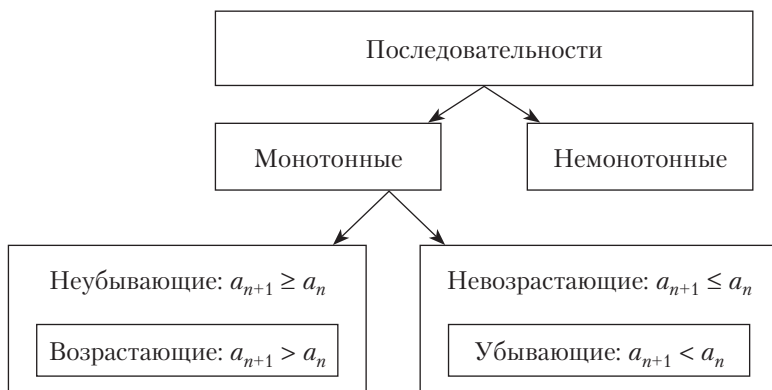 Последовательности
Монотонные
Немонотонные
Неубывающие: aₙ₊₁ ≥ aₙ
Возрастающие: aₙ₊₁ > aₙ
Невозрастающие: aₙ₊₁ ≤ aₙ
Убывающие: aₙ₊₁ < aₙ